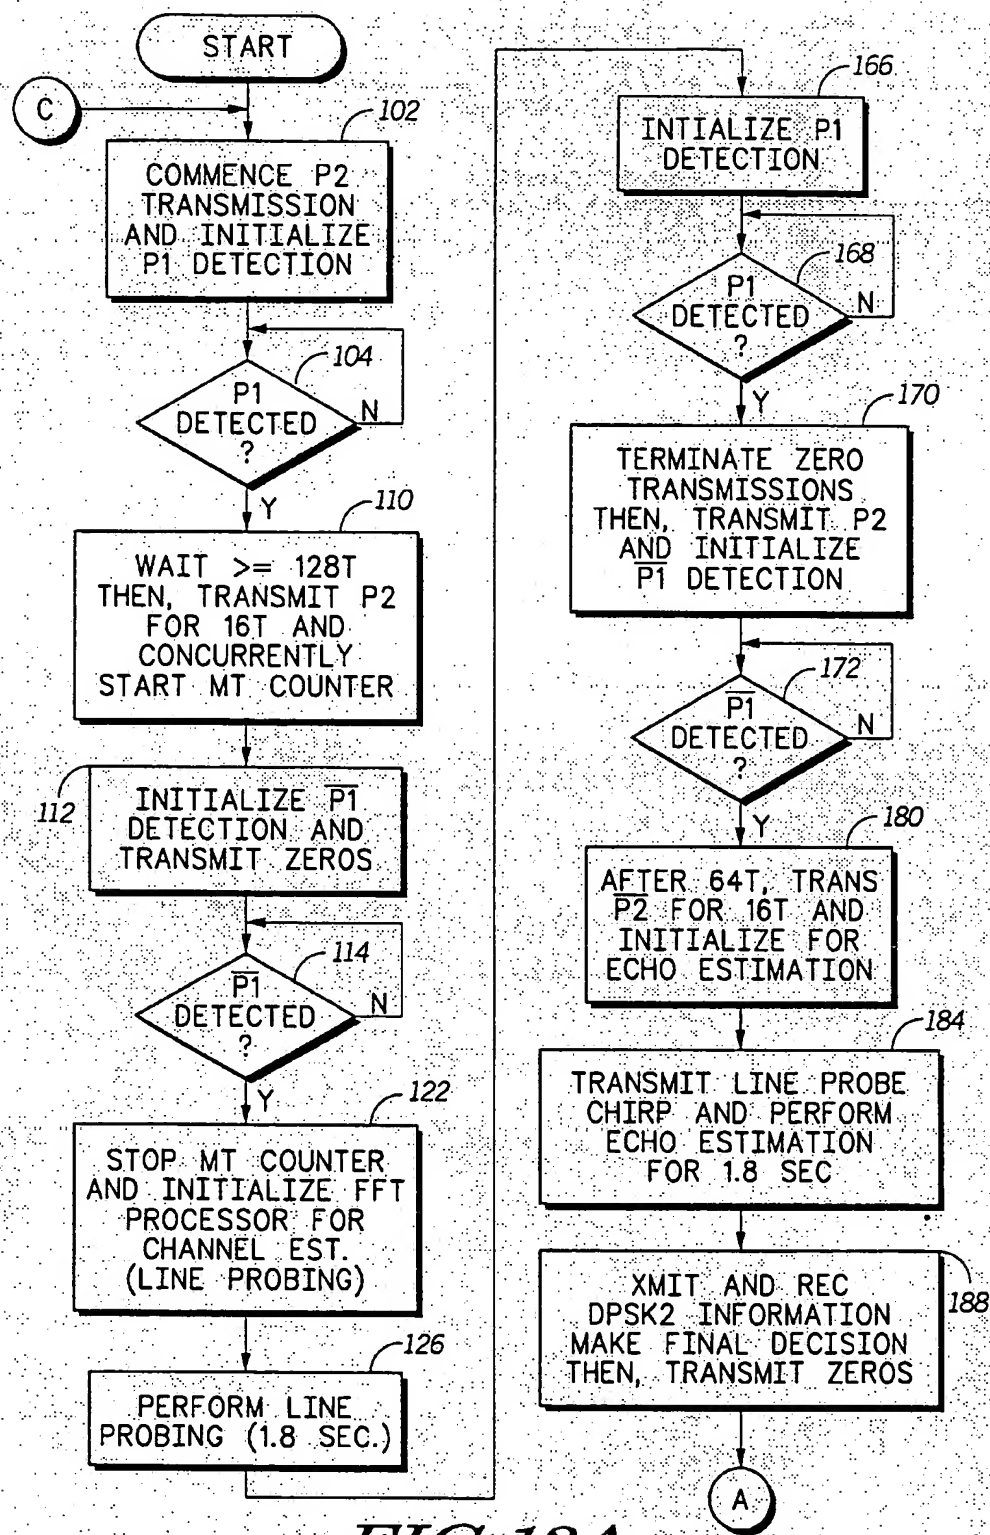 START
C
102
COMMENCE P2
TRANSMISSION
AND INITIALIZE
P1 DETECTION
104
P1
DETECTED
?
N
Y
110
WAIT >= 128T
THEN, TRANSMIT P2
FOR 16T AND
CONCURRENTLY
START MT COUNTER
112
INITIALIZE P̅1̅
DETECTION AND
TRANSMIT ZEROS
114
P̅1̅
DETECTED
?
N
Y
122
STOP MT COUNTER
AND INITIALIZE FFT
PROCESSOR FOR
CHANNEL EST.
(LINE PROBING)
126
PERFORM LINE
PROBING (1.8 SEC.)
166
INTIALIZE P1
DETECTION
168
P1
DETECTED
?
N
Y
170
TERMINATE ZERO
TRANSMISSIONS
THEN, TRANSMIT P2
AND INITIALIZE
P̅1̅ DETECTION
172
P̅1̅
DETECTED
?
N
Y
180
AFTER 64T, TRANS
P̅2̅ FOR 16T AND
INITIALIZE FOR
ECHO ESTIMATION
184
TRANSMIT LINE PROBE
CHIRP AND PERFORM
ECHO ESTIMATION
FOR 1.8 SEC
188
XMIT AND REC
DPSK2 INFORMATION
MAKE FINAL DECISION
THEN, TRANSMIT ZEROS
A